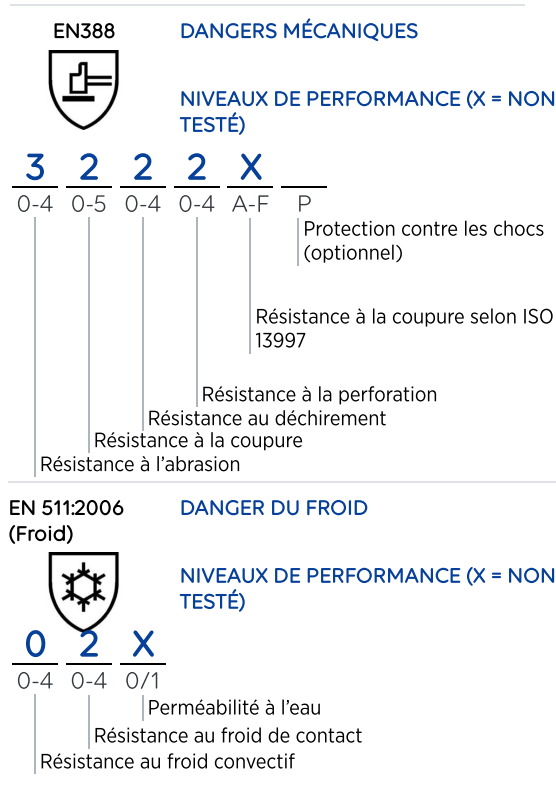 EN388
DANGERS MÉCANIQUES
NIVEAUX DE PERFORMANCE (X = NON
TESTÉ)
3 2 2 2 X
0-4 0-5 0-4 0-4 A-F P
Protection contre les chocs
(optionnel)
Résistance à la coupure selon ISO
13997
Résistance à la perforation
Résistance au déchirement
Résistance à la coupure
Résistance à l’abrasion
EN 511:2006
(Froid)
DANGER DU FROID
NIVEAUX DE PERFORMANCE (X = NON
TESTÉ)
0 2 X
0-4 0-4 0/1
Perméabilité à l’eau
Résistance au froid de contact
Résistance au froid convectif